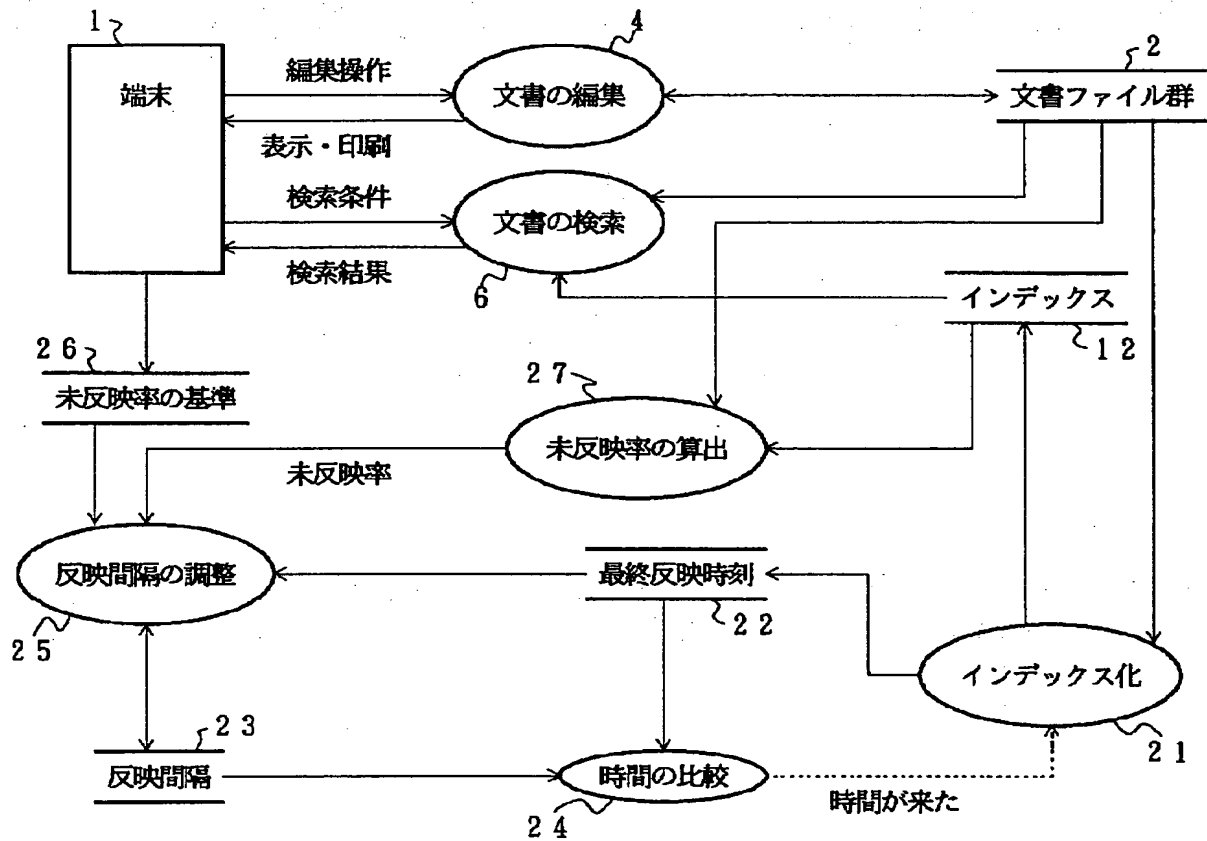 1
4
2
端末
編集操作
文書の編集
文書ファイル群
表示・印刷
検索条件
文書の検索
検索結果
6
インデックス
12
26
未反映率の基準
27
未反映率の算出
未反映率
反映間隔の調整
25
最終反映時刻
22
インデックス化
21
23
反映間隔
時間の比較
24
時間が来た